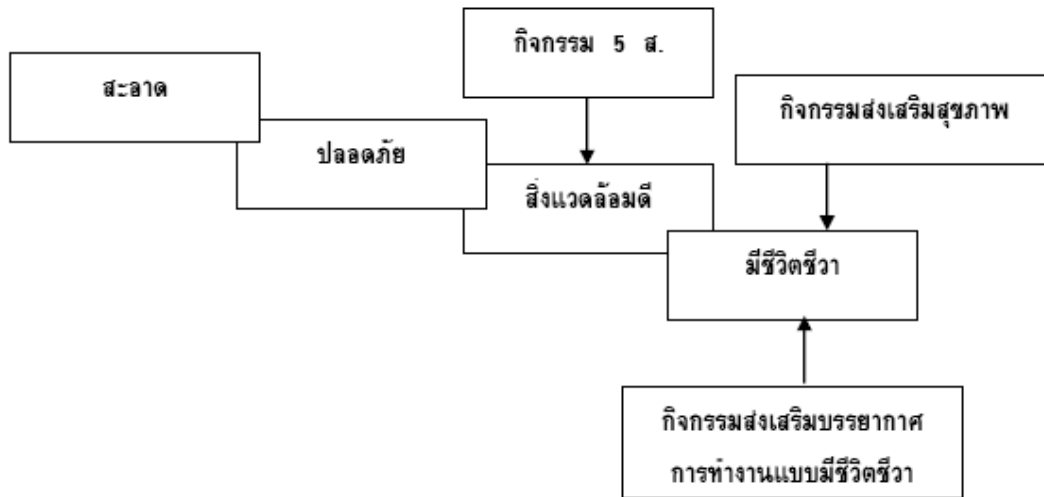 กิจกรรม 5 ส.
สะอาด
กิจกรรมส่งเสริมสุขภาพ
ปลอดภัย
สิ่งแวดล้อมดี
มีชีวิตชีวา
กิจกรรมส่งเสริมบรรยากาศ
การทำงานแบบมีชีวิตชีวา